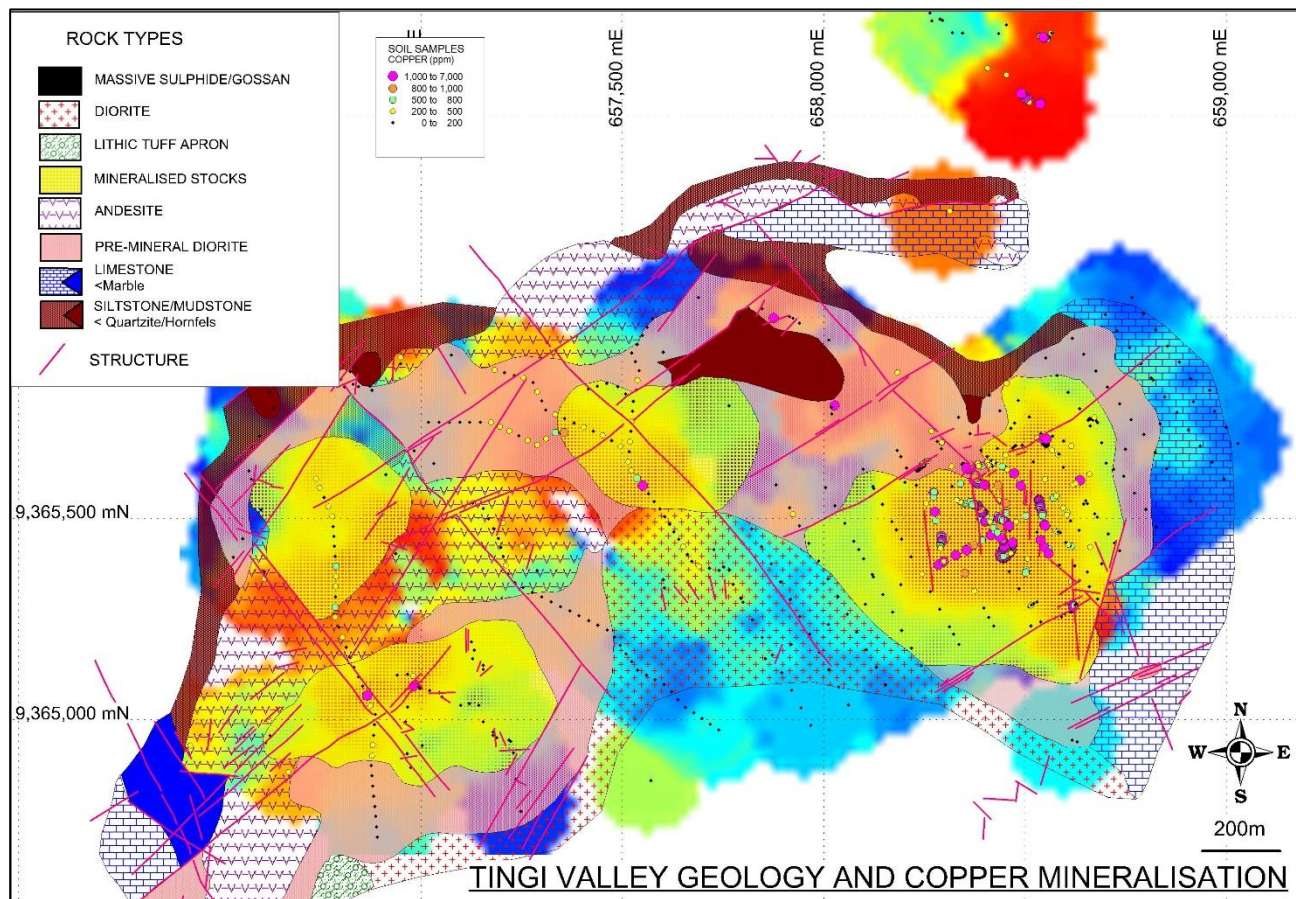 ROCK TYPES
MASSIVE SULPHIDE/GOSSAN
DIORITE
LITHIC TUFF APRON
MINERALISED STOCKS
ANDESITE
PRE-MINERAL DIORITE
LIMESTONE
<Marble
SILTSTONE/MUDSTONE
< Quartzite/Hornfels
STRUCTURE
SOIL SAMPLES
COPPER (ppm)
1,000 to 7,000
800 to 1,000
500 to 800
200 to 500
0 to 200
657,500 mE
658,000 mE
659,000 mE
9,365,500 mN
9,365,000 mN
N
W E
S
200m
TINGI VALLEY GEOLOGY AND COPPER MINERALISATION